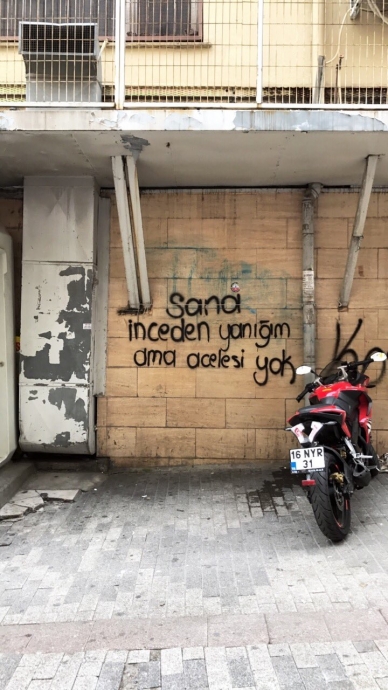 sana
inceden yanığım
ama acelesi yok
16 NYR
31